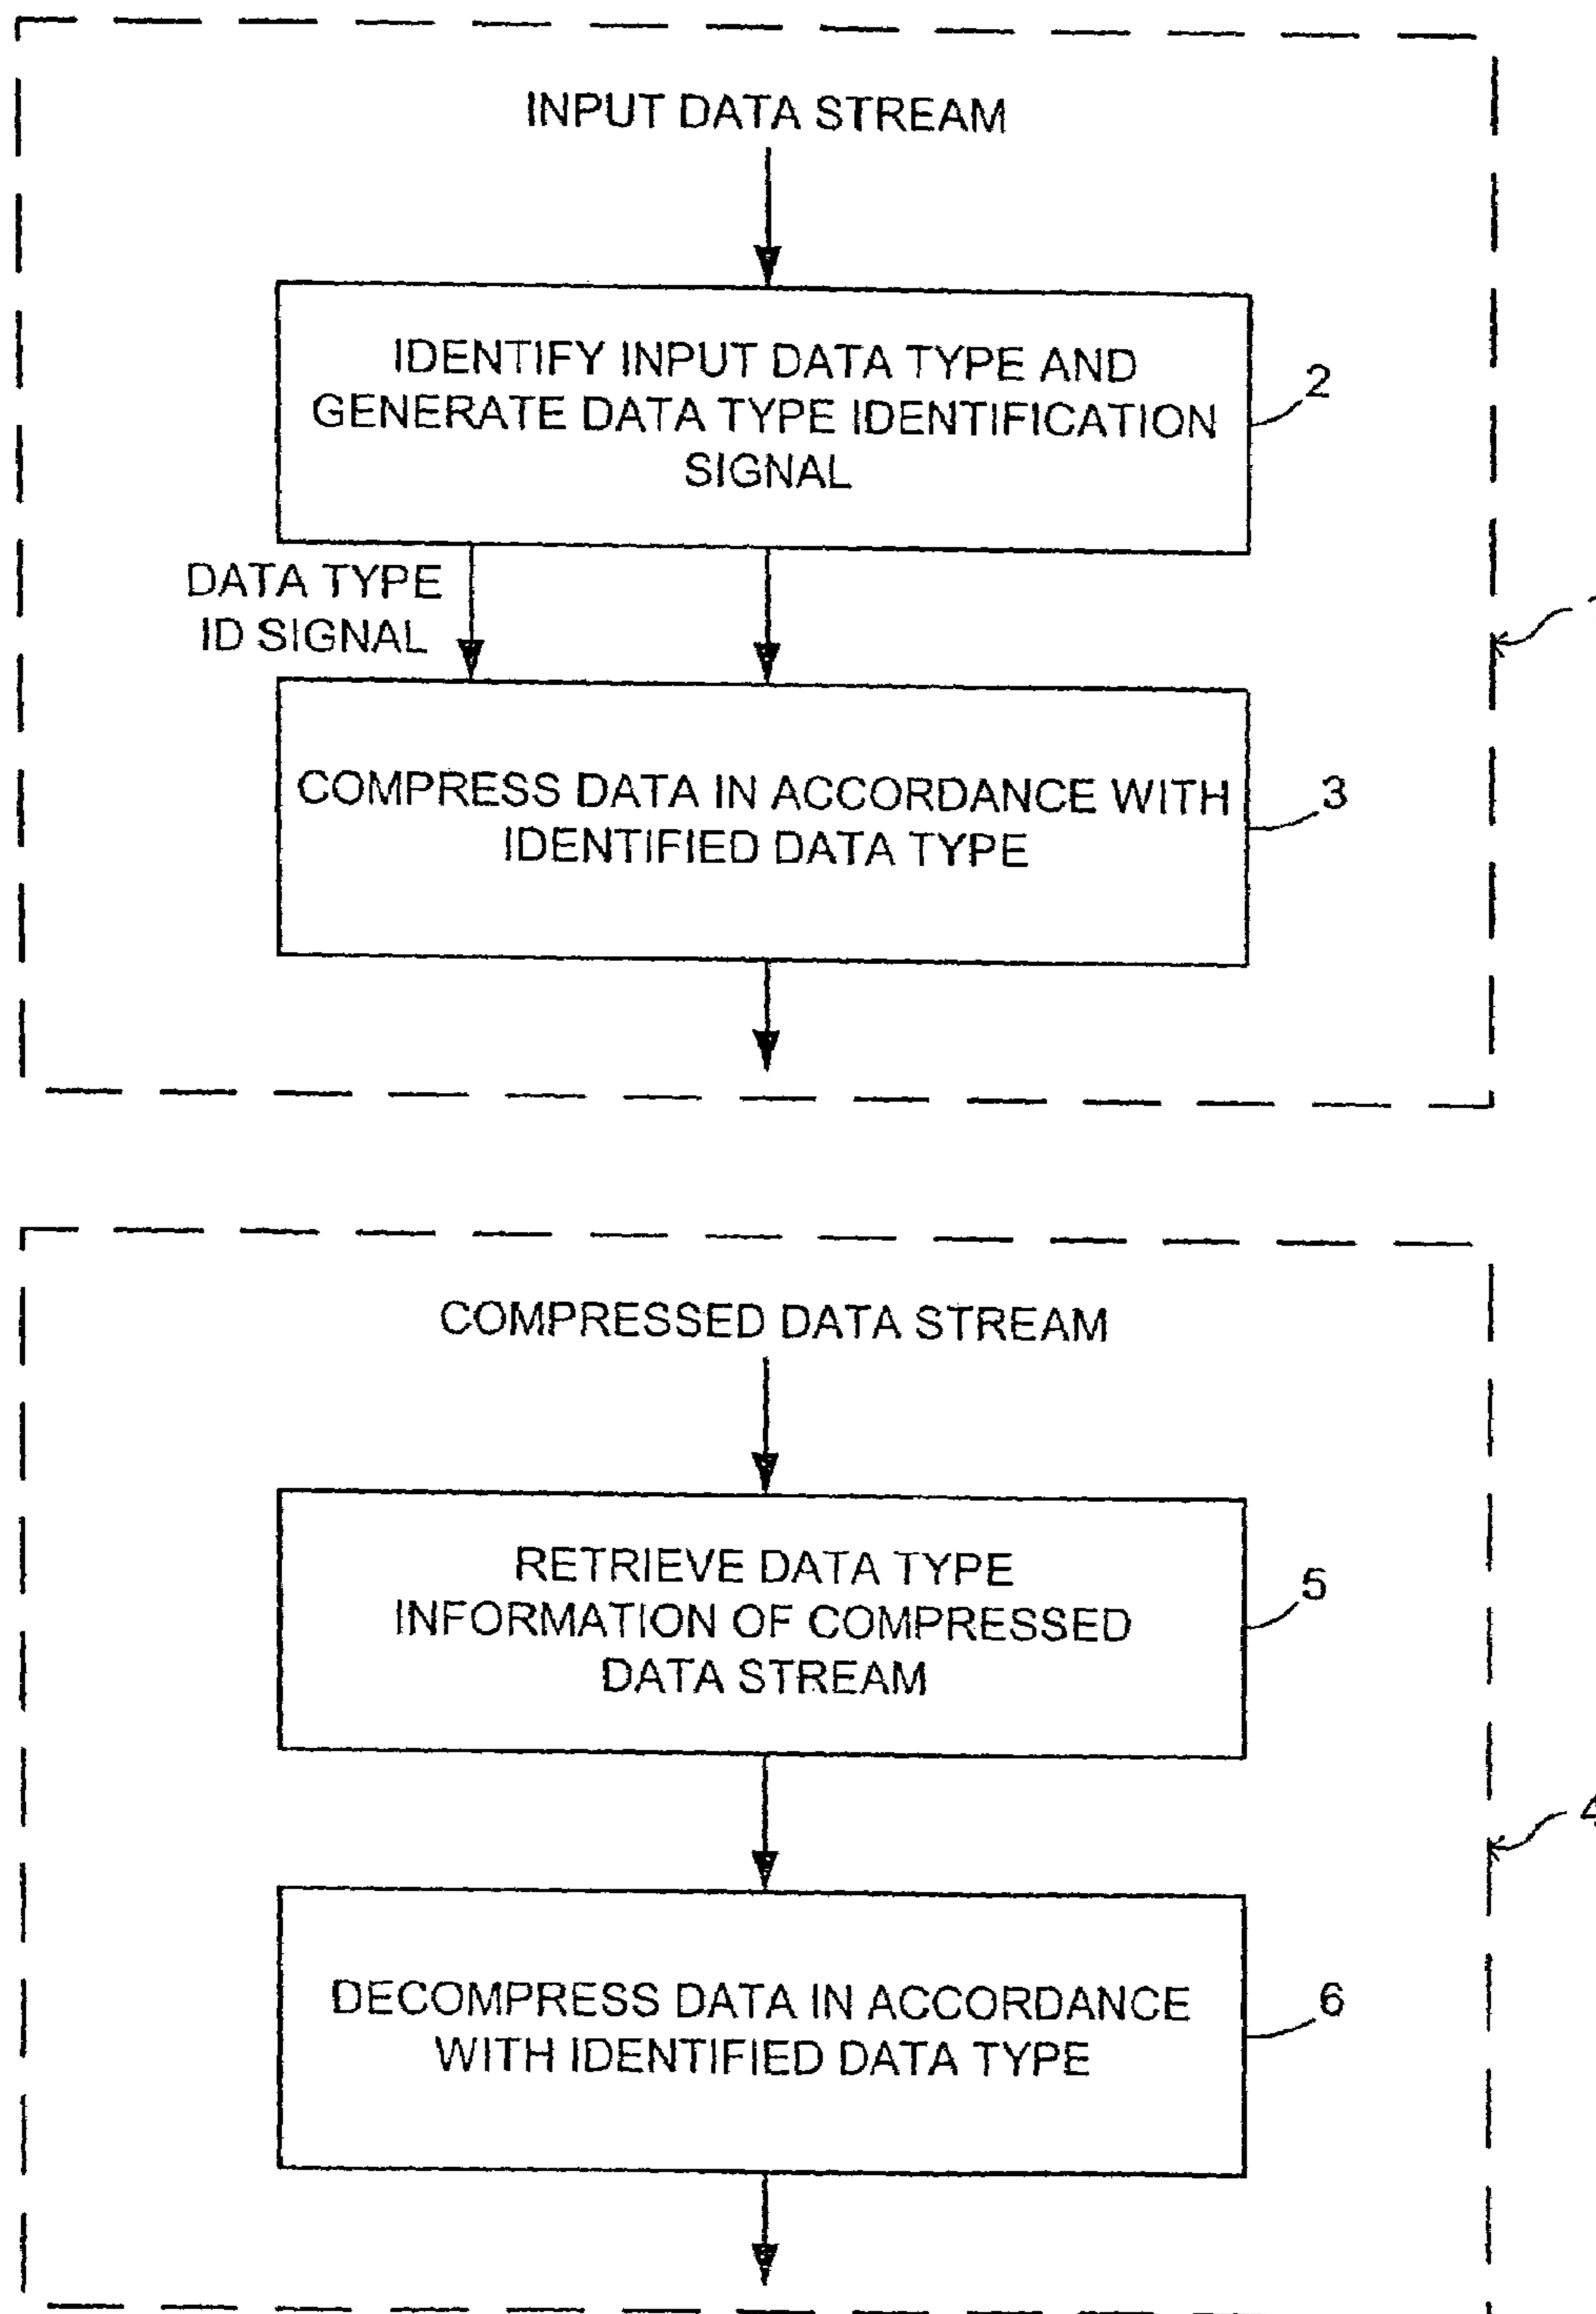 INPUT DATA STREAM
IDENTIFY INPUT DATA TYPE AND
GENERATE DATA TYPE IDENTIFICATION
SIGNAL
2
DATA TYPE
ID SIGNAL
COMPRESS DATA IN ACCORDANCE WITH
IDENTIFIED DATA TYPE
3
COMPRESSED DATA STREAM
RETRIEVE DATA TYPE
INFORMATION OF COMPRESSED
DATA STREAM
5
4
DECOMPRESS DATA IN ACCORDANCE
WITH IDENTIFIED DATA TYPE
6